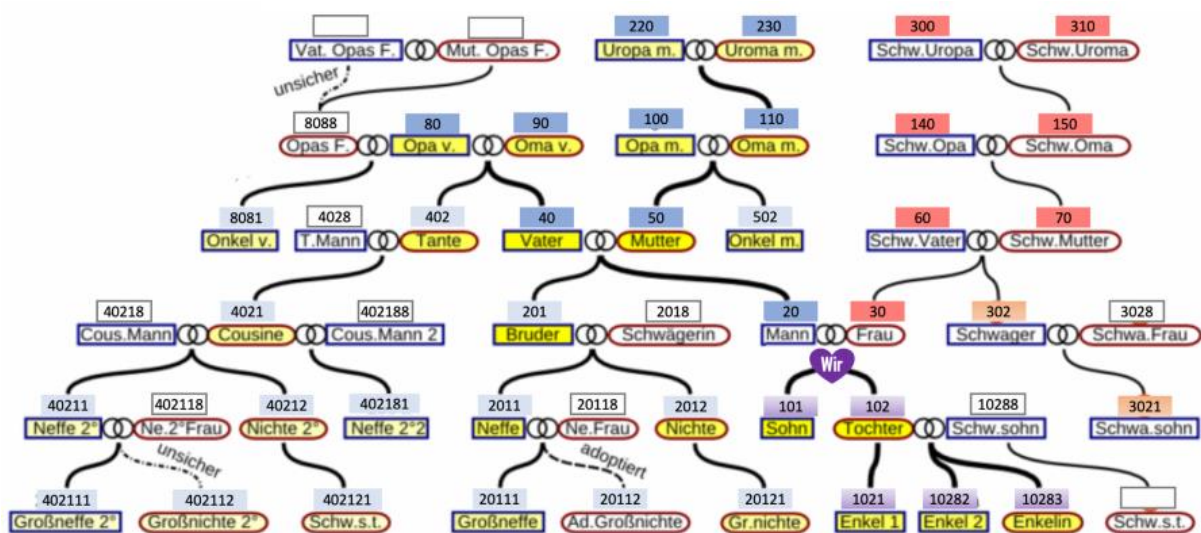 220 230 300 310
Vat. Opas F. Mut. Opas F. Uropa m. Uroma m. Schw.Uropa Schw.Uroma
unsicher
8088 80 90 100 110 140 150
Opas F. Opa v. Oma v. Opa m. Oma m. Schw.Opa Schw.Oma
8081 4028 402 40 50 502 60 70
Onkel v. T.Mann Tante Vater Mutter Onkel m. Schw.Vater Schw.Mutter
40218 4021 402188 201 2018 20 30 302 3028
Cous.Mann Cousine Cous.Mann 2 Bruder Schwägerin Mann Frau Schwager Schwa.Frau
Wir
40211 402118 40212 402181 2011 20118 2012 101 102 10288 3021
Neffe 2° Ne.2°Frau Nichte 2° Neffe 2°2 Neffe Ne.Frau Nichte Sohn Tochter Schw.sohn Schwa.sohn
unsicher adoptiert
402111 402112 402121 20111 20112 20121 1021 10282 10283
Großneffe 2° Großnichte 2° Schw.s.t. Großneffe Ad.Großnichte Gr.nichte Enkel 1 Enkel 2 Enkelin Schw.s.t.